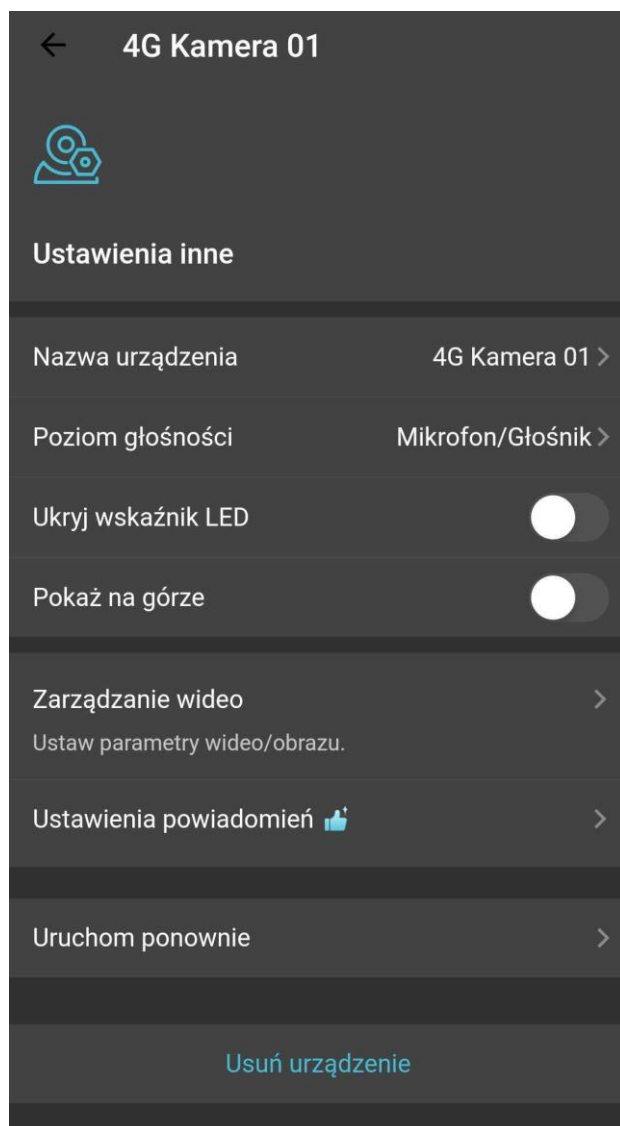 4G Kamera 01
Ustawienia inne
Nazwa urządzenia 4G Kamera 01
Poziom głośności Mikrofon/Głośnik
Ukryj wskaźnik LED
Pokaż na górze
Zarządzanie wideo
Ustaw parametry wideo/obrazu.
Ustawienia powiadomień
Uruchom ponownie
Usuń urządzenie